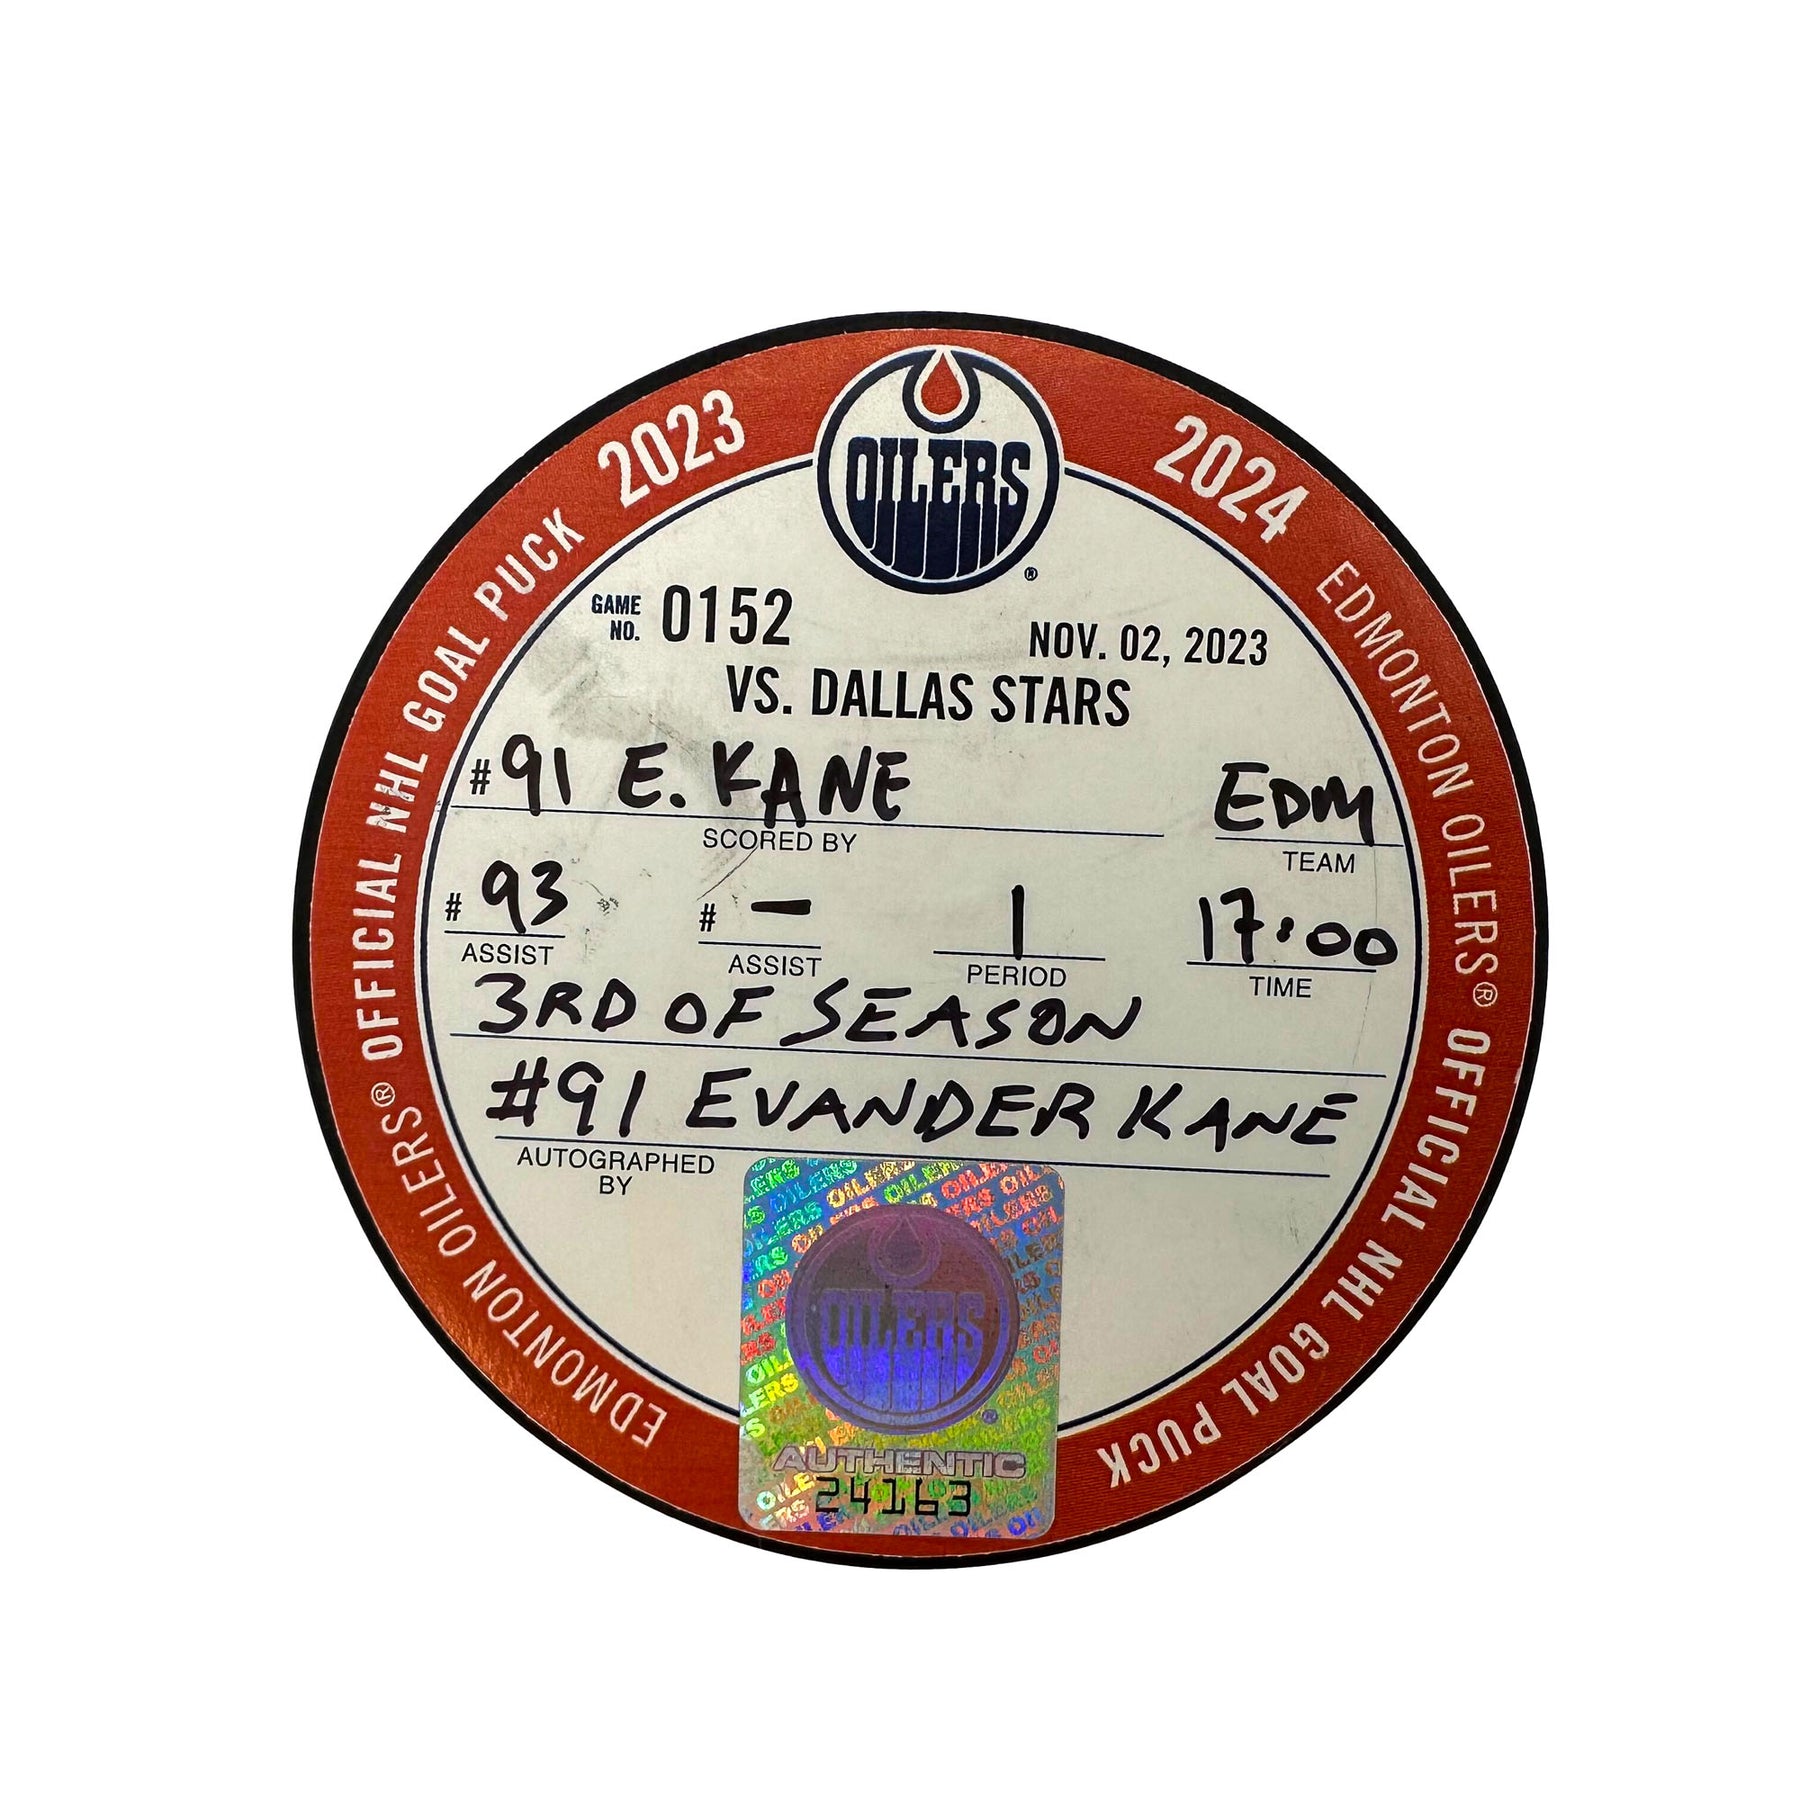 2023
2024
EDMONTON OILERS® OFFICIAL NHL GOAL PUCK
EDMONTON OILERS® OFFICIAL NHL GOAL PUCK
OILERS
®
GAME NO. 0152
NOV. 02, 2023
VS. DALLAS STARS
#91 E. KANE EDM
SCORED BY TEAM
# 93 # – 1 17:00
ASSIST ASSIST PERIOD TIME
3RD OF SEASON
#91 EVANDER KANE
AUTOGRAPHED
BY
OILERS
®
AUTHENTIC
24163